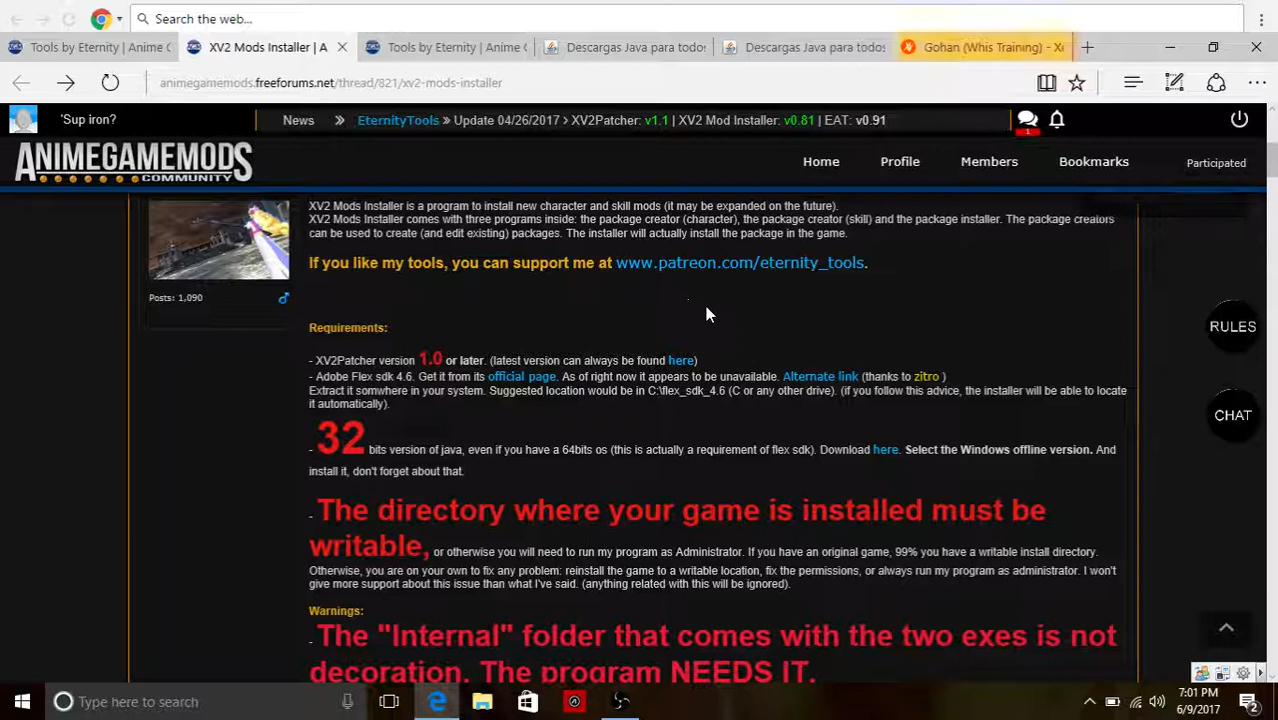 Search the web...
Tools by Eternity | Anime
XV2 Mods Installer | A
Tools by Eternity | Anime
Descargas Java para todos
Descargas Java para todos
Gohan (Whis Training) - X
animegamemods.freeforums.net/thread/821/xv2-mods-installer
'Sup iron?
News » EternityTools » Update 04/26/2017 > XV2Patcher: v1.1 | XV2 Mod Installer: v0.81 | EAT: v0.91
1
ANIMEGAMEMODS
COMMUNITY
Home Profile Members Bookmarks Participated
XV2 Mods Installer is a program to install new character and skill mods (it may be expanded on the future).
XV2 Mods Installer comes with three programs inside: the package creator (character), the package creator (skill) and the package installer. The package creators
can be used to create (and edit existing) packages. The installer will actually install the package in the game.
If you like my tools, you can support me at www.patreon.com/eternity_tools.
Posts: 1,090
Requirements:
RULES
- XV2Patcher version 1.0 or later. (latest version can always be found here)
- Adobe Flex sdk 4.6. Get it from its official page. As of right now it appears to be unavailable. Alternate link (thanks to zitro )
Extract it somwhere in your system. Suggested location would be in C:\flex_sdk_4.6 (C or any other drive). (if you follow this advice, the installer will be able to locate
it automatically).
CHAT
- 32 bits version of java, even if you have a 64bits os (this is actually a requirement of flex sdk). Download here. Select the Windows offline version. And
install it, don't forget about that.
- The directory where your game is installed must be
writable, or otherwise you will need to run my program as Administrator. If you have an original game, 99% you have a writable install directory.
Otherwise, you are on your own to fix any problem: reinstall the game to a writable location, fix the permissions, or always run my program as administrator. I won't
give more support about this issue than what I've said. (anything related with this will be ignored).
Warnings:
- The "Internal" folder that comes with the two exes is not
decoration. The program NEEDS IT.
Type here to search
7:01 PM
6/9/2017
2